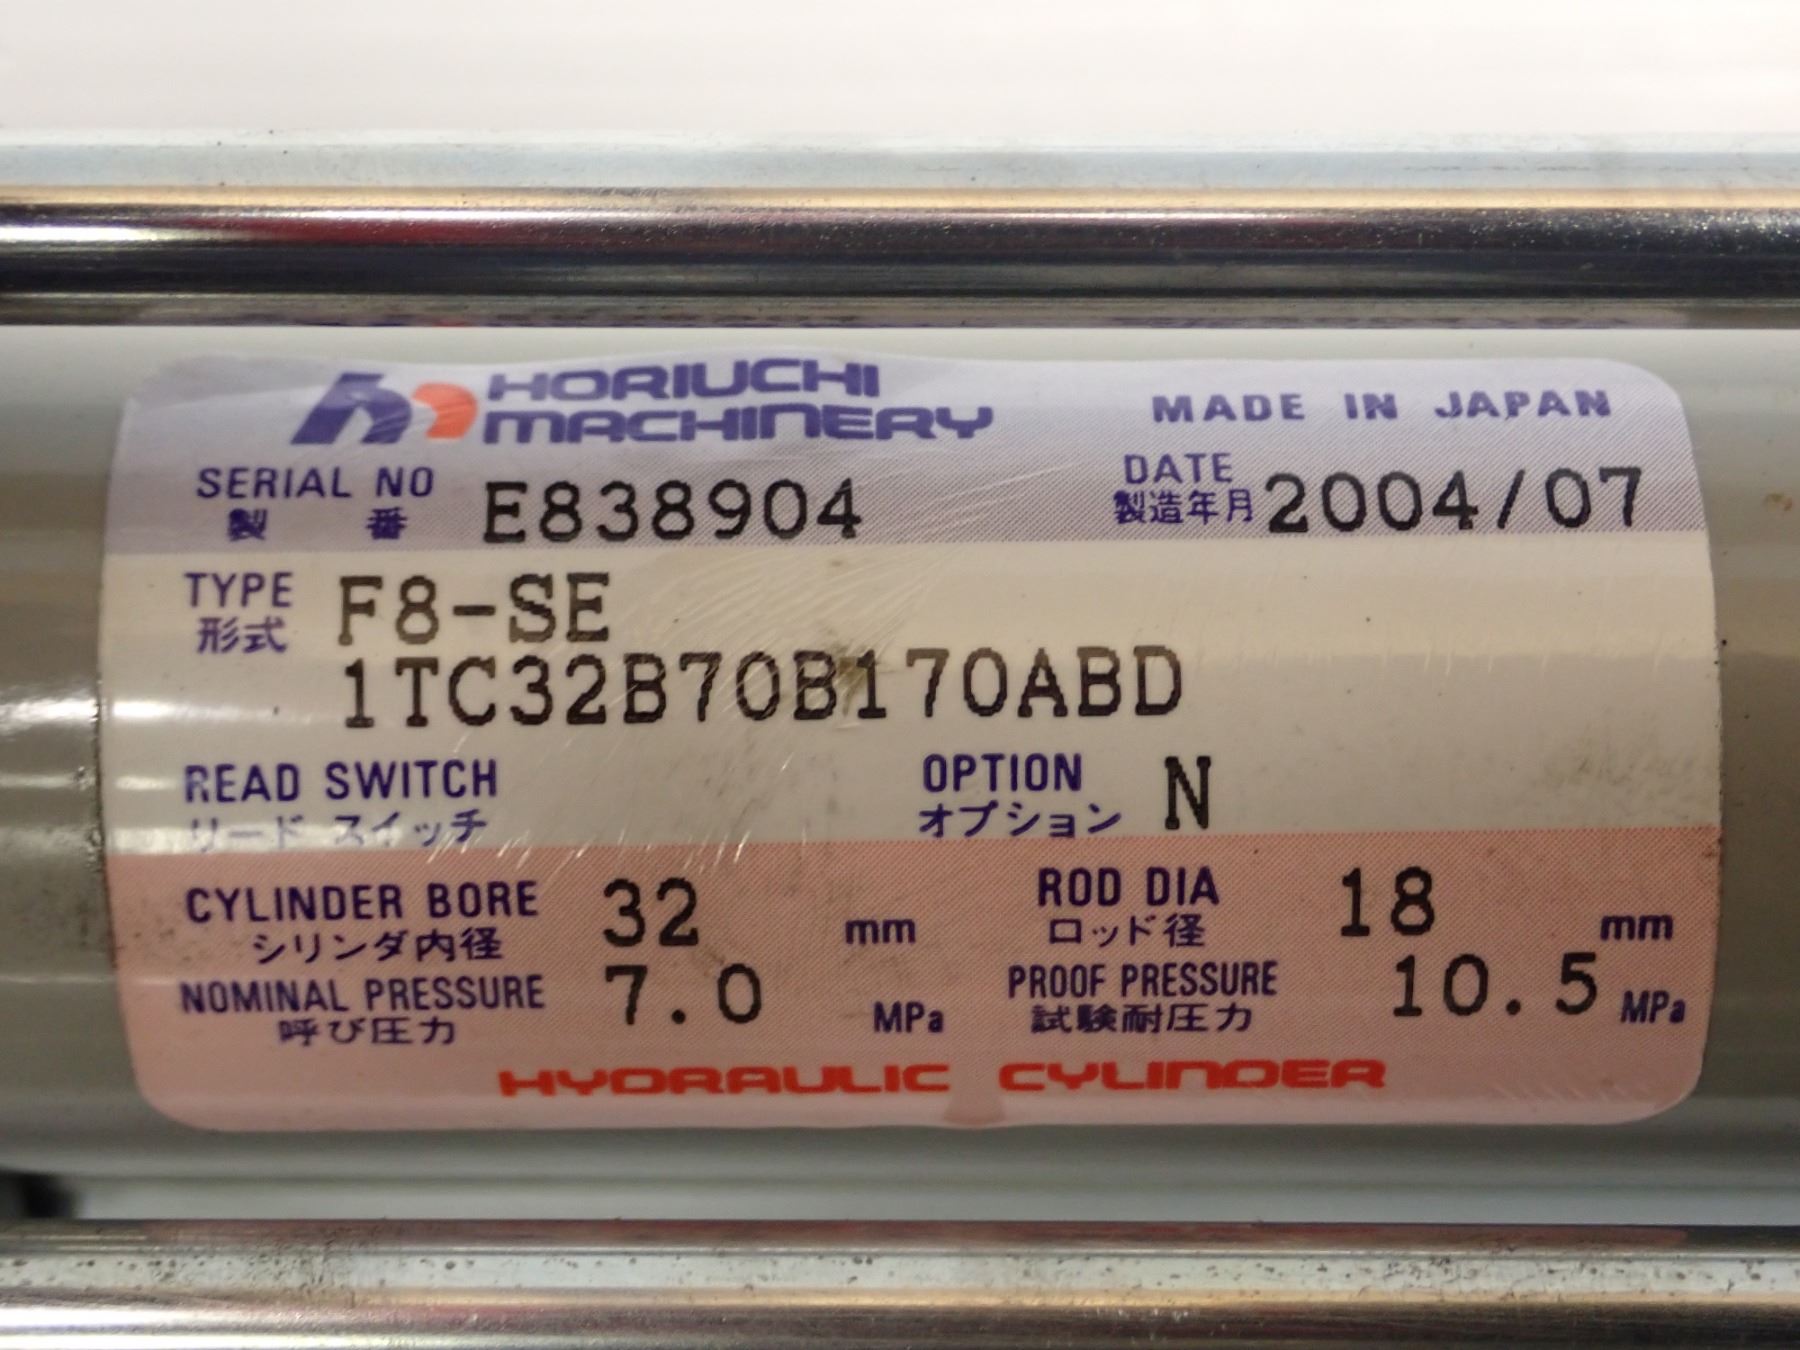 HORIUCHI
MACHINERY
MADE IN JAPAN
SERIAL NO E838904
製番
DATE 2004/07
製造年月
TYPE F8-SE
形式
1TC32B70B170ABD
READ SWITCH
リード スイッチ
OPTION N
オプション
CYLINDER BORE 32 mm
シリンダ内径
ROD DIA 18 mm
ロッド径
NOMINAL PRESSURE 7.0 MPa
呼び圧力
PROOF PRESSURE 10.5 MPa
試験耐圧力
HYDRAULIC CYLINDER